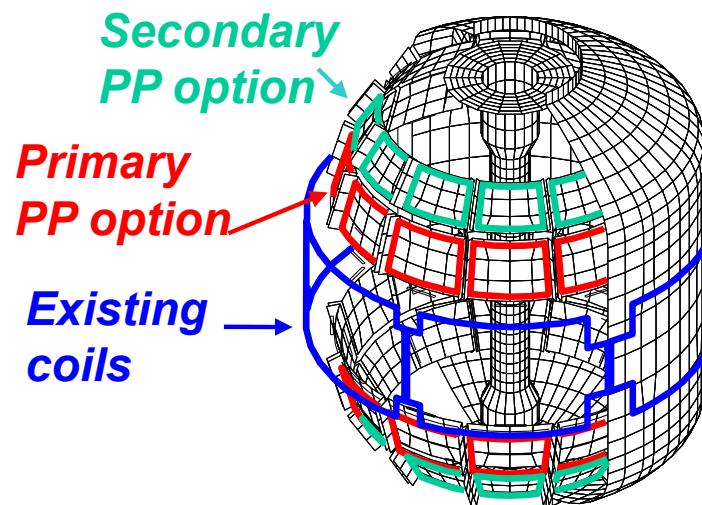 Secondary
PP option
Primary
PP option
Existing
coils